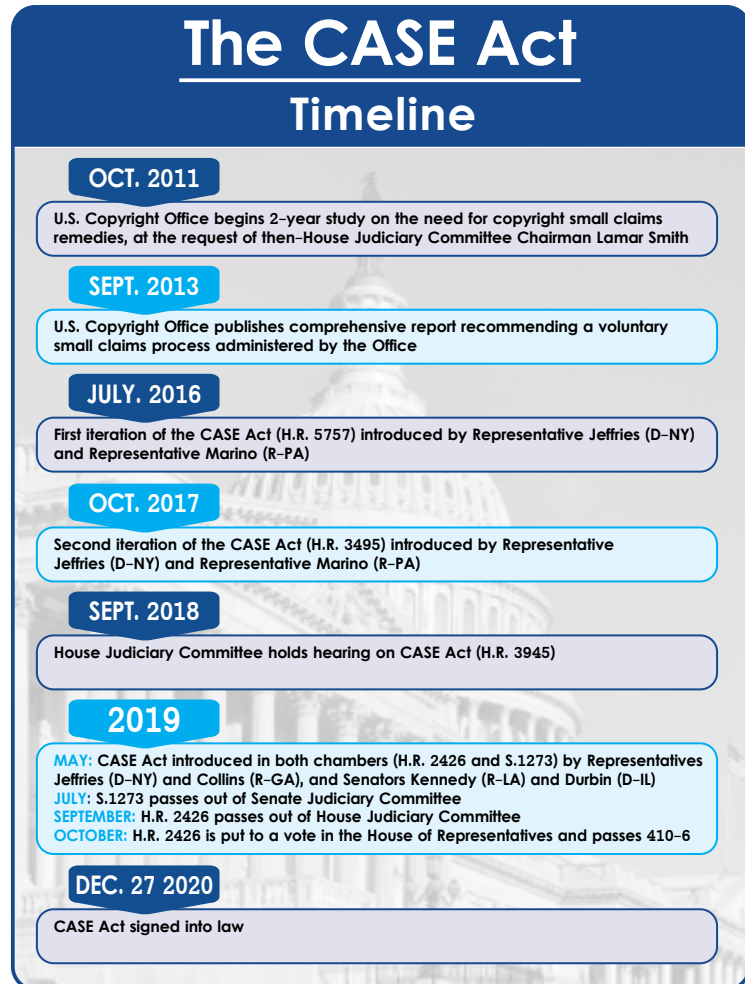 The CASE Act
Timeline
OCT. 2011
U.S. Copyright Office begins 2-year study on the need for copyright small claims
remedies, at the request of then-House Judiciary Committee Chairman Lamar Smith
SEPT. 2013
U.S. Copyright Office publishes comprehensive report recommending a voluntary
small claims process administered by the Office
JULY. 2016
First iteration of the CASE Act (H.R. 5757) introduced by Representative Jeffries (D-NY)
and Representative Marino (R-PA)
OCT. 2017
Second iteration of the CASE Act (H.R. 3495) introduced by Representative
Jeffries (D-NY) and Representative Marino (R-PA)
SEPT. 2018
House Judiciary Committee holds hearing on CASE Act (H.R. 3945)
2019
MAY: CASE Act introduced in both chambers (H.R. 2426 and S.1273) by Representatives
Jeffries (D-NY) and Collins (R-GA), and Senators Kennedy (R-LA) and Durbin (D-IL)
JULY: S.1273 passes out of Senate Judiciary Committee
SEPTEMBER: H.R. 2426 passes out of House Judiciary Committee
OCTOBER: H.R. 2426 is put to a vote in the House of Representatives and passes 410-6
DEC. 27 2020
CASE Act signed into law